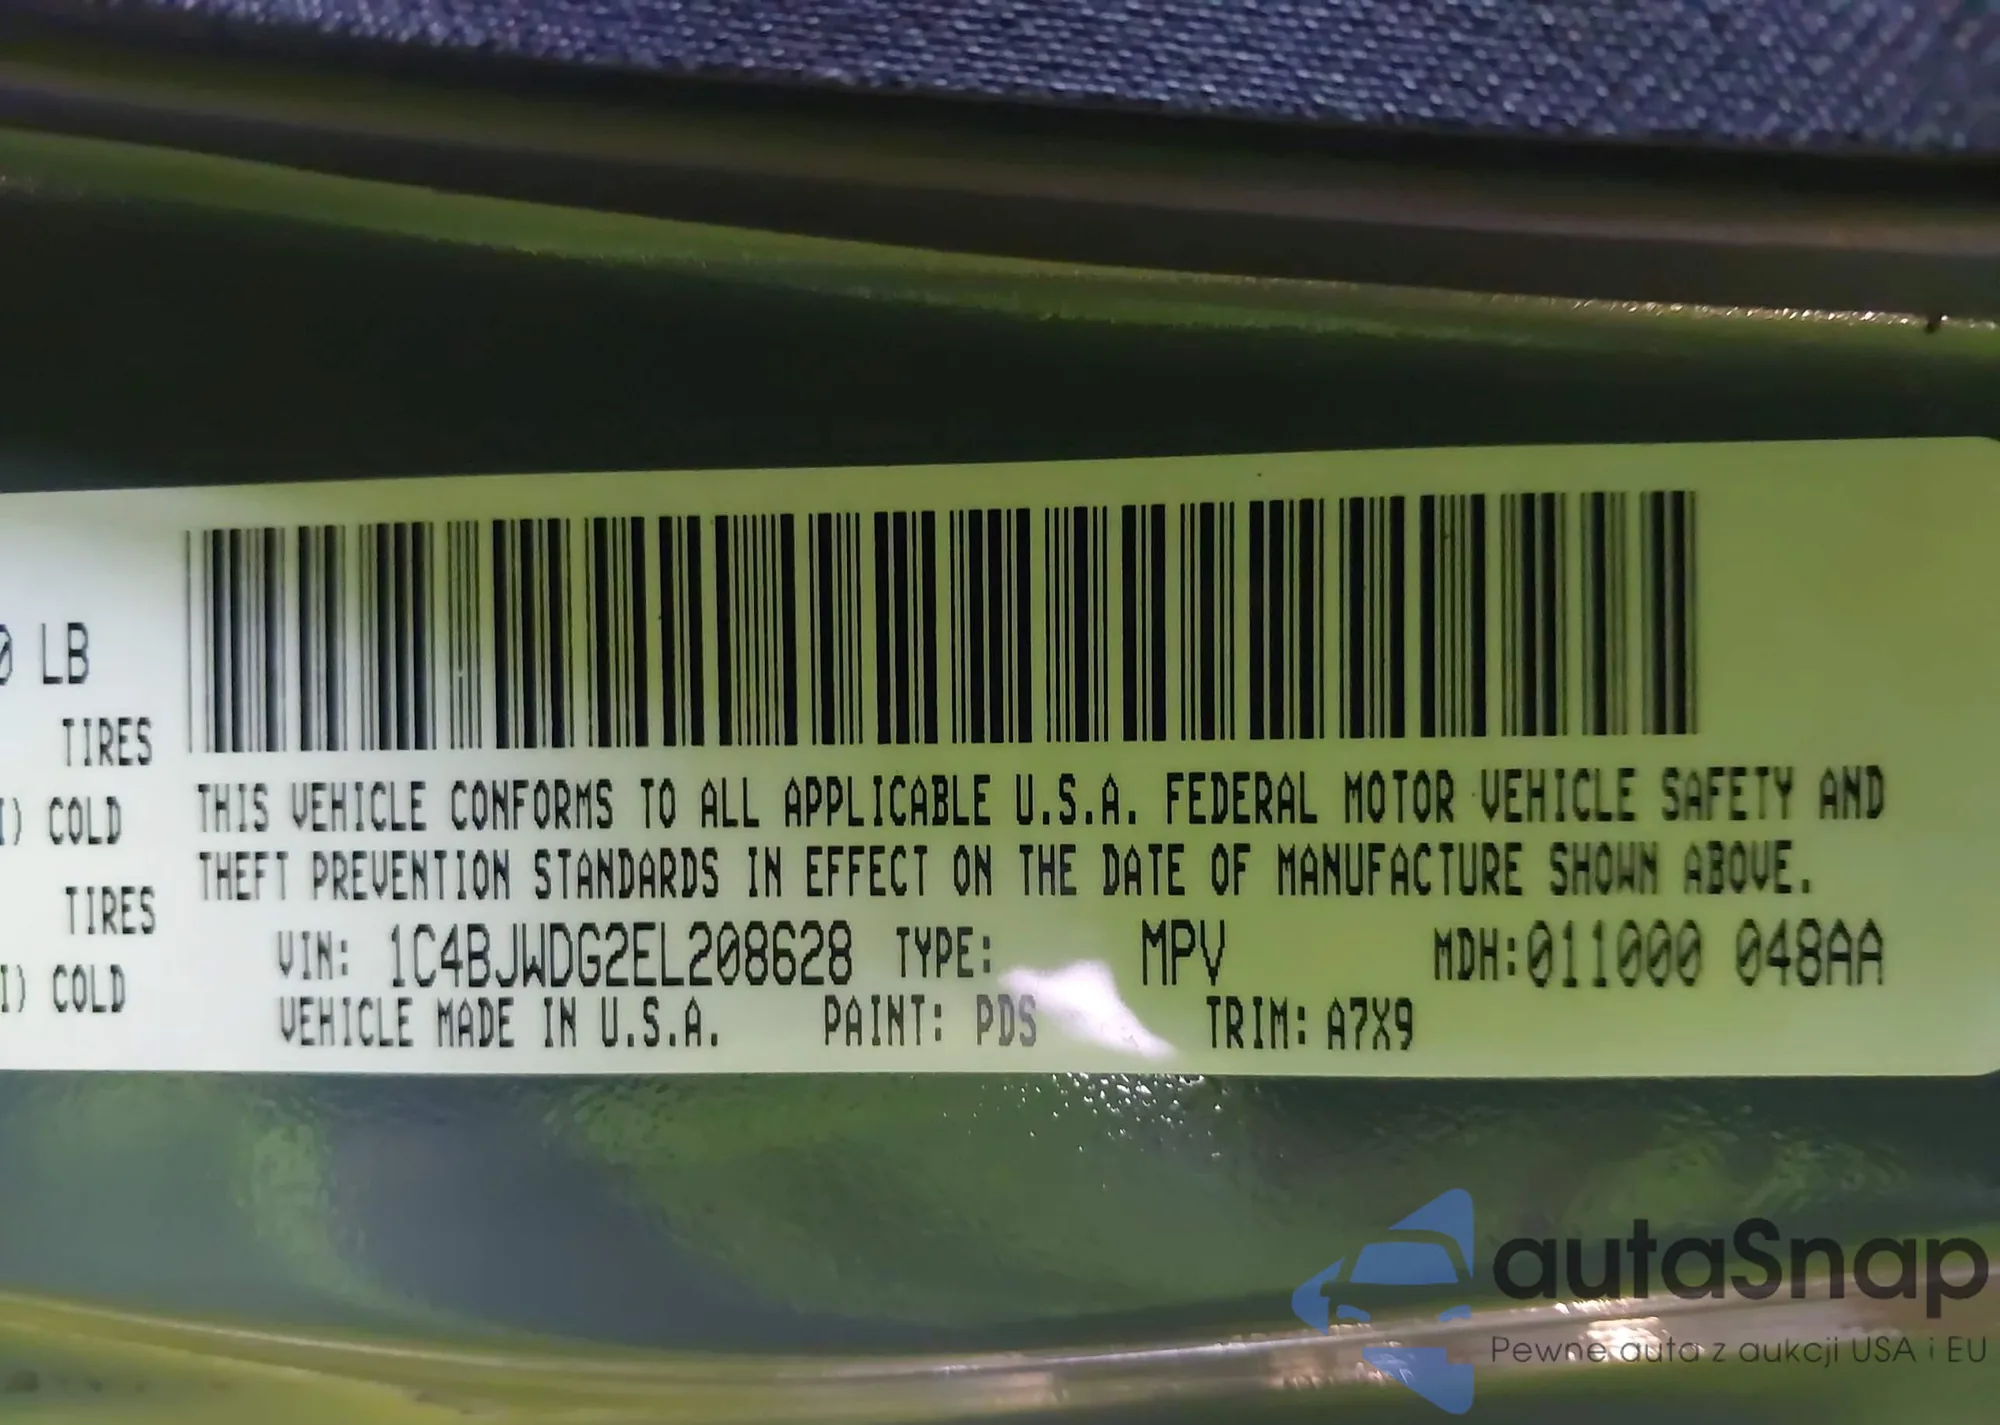 0 LB
TIRES
I) COLD
TIRES
I) COLD
THIS VEHICLE CONFORMS TO ALL APPLICABLE U.S.A. FEDERAL MOTOR VEHICLE SAFETY AND
THEFT PREVENTION STANDARDS IN EFFECT ON THE DATE OF MANUFACTURE SHOWN ABOVE.
VIN: 1C4BJWDG2EL208628 TYPE: MPV MDH:011000 048AA
VEHICLE MADE IN U.S.A. PAINT: PDS TRIM: A7X9
autaSnap
Pewne auta z aukcji USA i EU